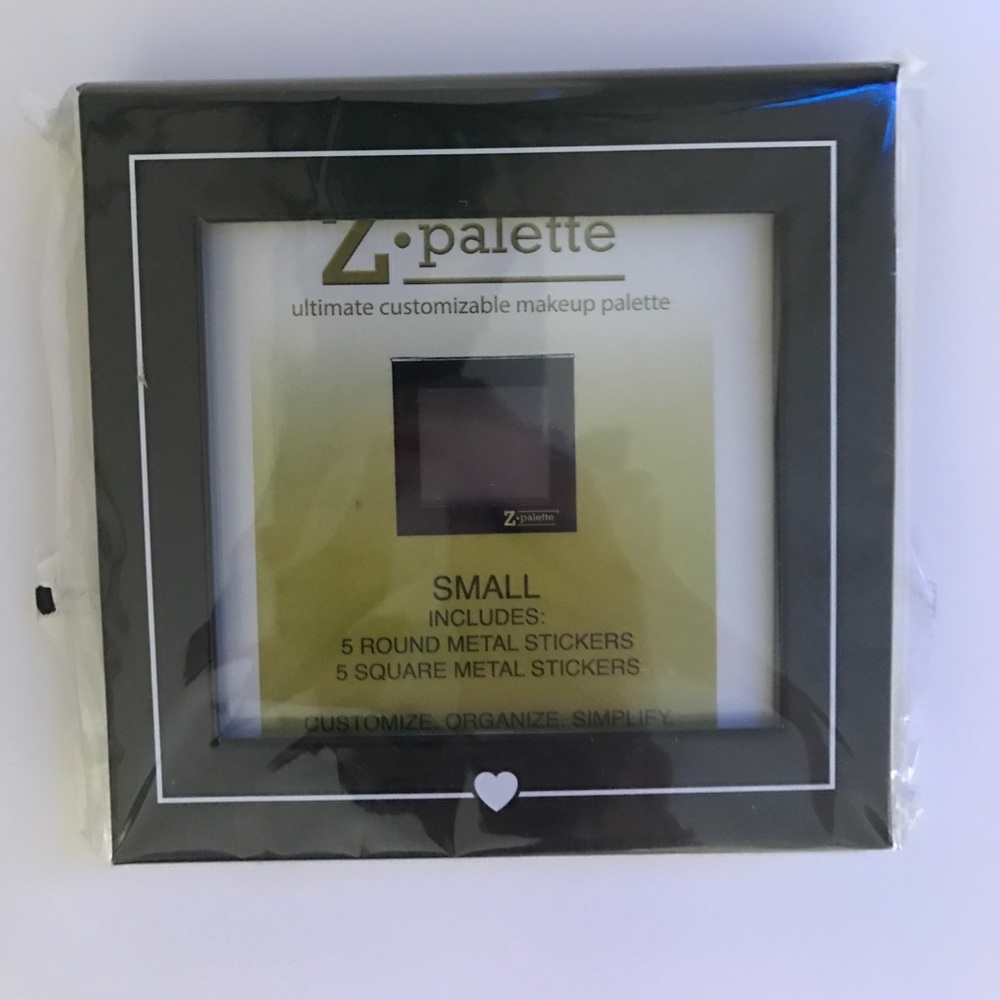 Z·palette
ultimate customizable makeup palette
Z·palette
SMALL
INCLUDES:
5 ROUND METAL STICKERS
5 SQUARE METAL STICKERS
CUSTOMIZE. ORGANIZE. SIMPLIFY.